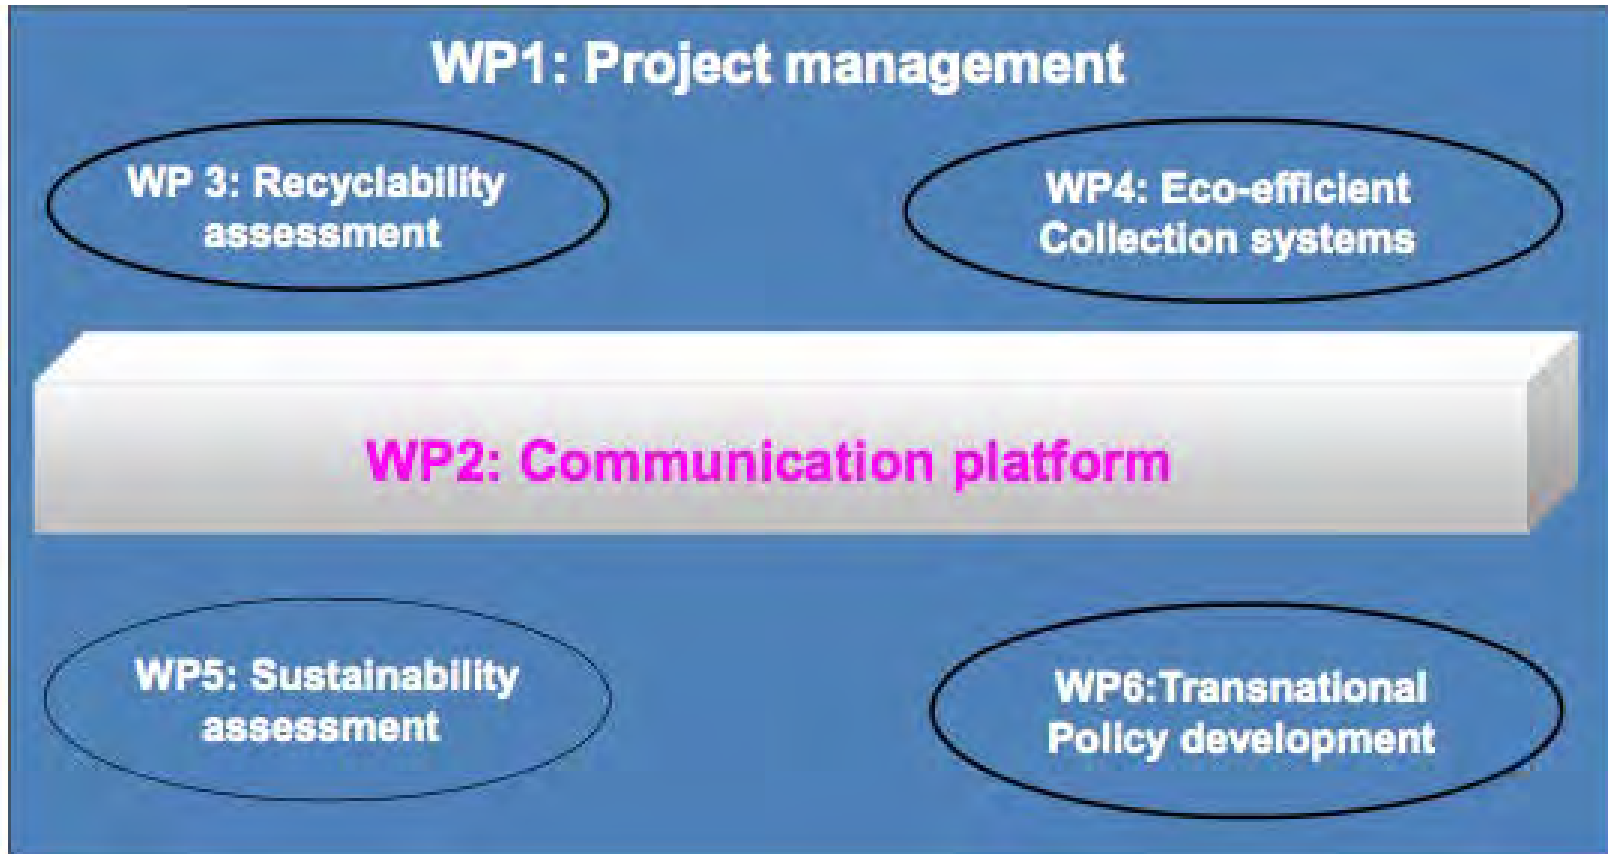 WP1: Project management
WP 3: Recyclability
assessment
WP4: Eco-efficient
Collection systems
WP2: Communication platform
WP5: Sustainability
assessment
WP6:Transnational
Policy development